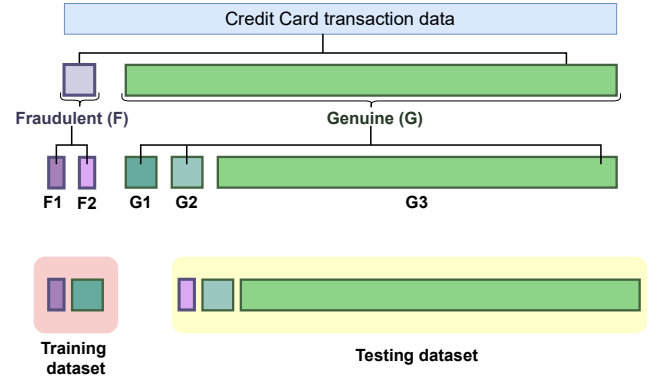 Credit Card transaction data
Fraudulent (F)
Genuine (G)
F1
F2
G1
G2
G3
Training
dataset
Testing dataset